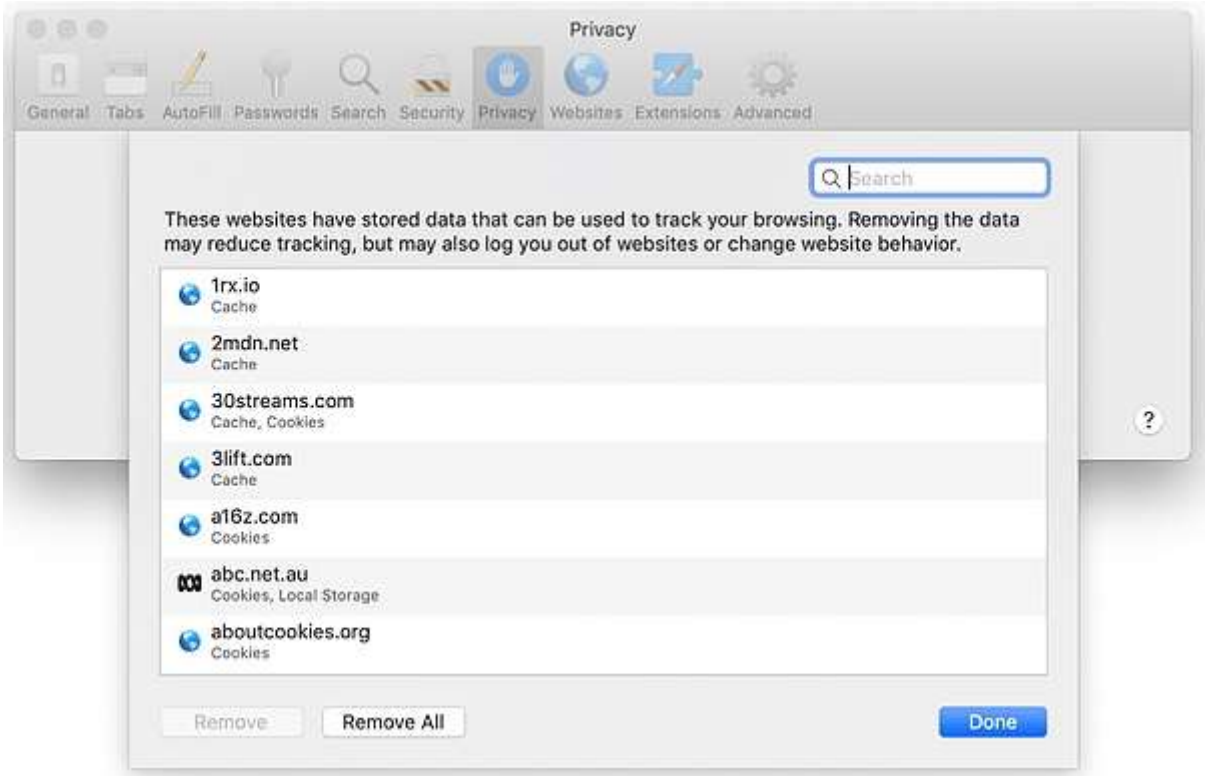 Privacy
General Tabs AutoFill Passwords Search Security Privacy Websites Extensions Advanced
Search
These websites have stored data that can be used to track your browsing. Removing the data
may reduce tracking, but may also log you out of websites or change website behavior.
1rx.io
Cache
2mdn.net
Cache
30streams.com
Cache, Cookies
?
3lift.com
Cache
a16z.com
Cookies
abc.net.au
Cookies, Local Storage
aboutcookies.org
Cookies
Remove Remove All Done